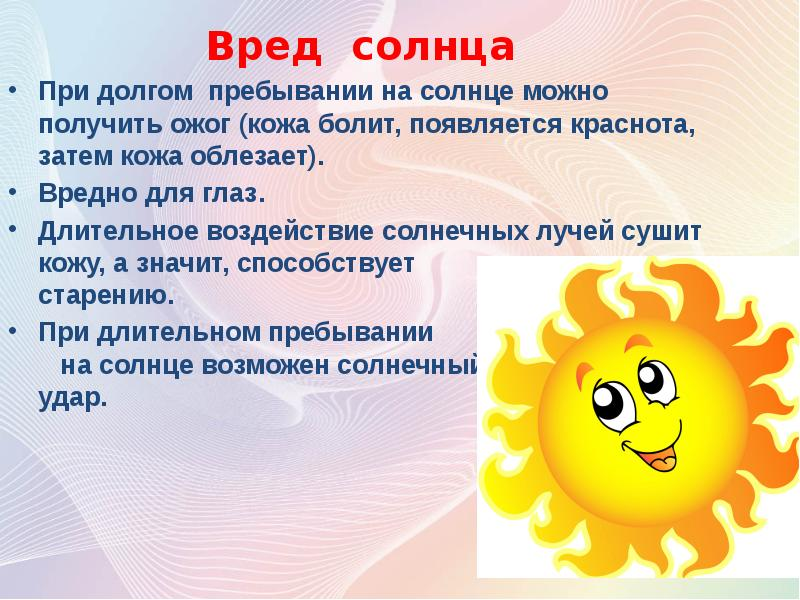 Вред солнца
• При долгом пребывании на солнце можно
получить ожог (кожа болит, появляется краснота,
затем кожа облезает).
• Вредно для глаз.
• Длительное воздействие солнечных лучей сушит
кожу, а значит, способствует
старению.
• При длительном пребывании
на солнце возможен солнечный
удар.